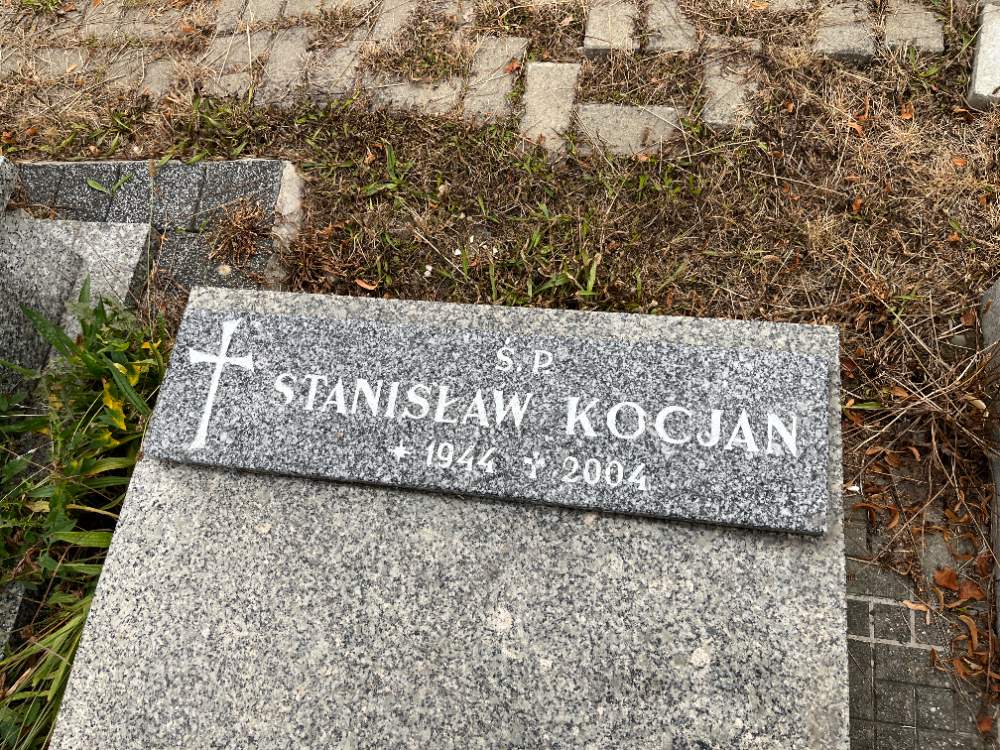 Ś.P.
STANISŁAW KOCJAN
* 1944 ✝ 2004